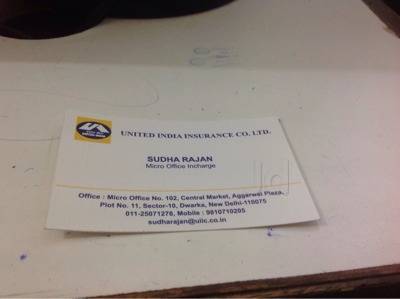 UNITED INDIA INSURANCE CO. LTD.
SUDHA RAJAN
Micro Office Incharge
Office : Micro Office No. 102, Central Market, Aggarwal Plaza,
Plot No. 11, Sector-10, Dwarka, New Delhi-110075
011-25071276, Mobile : 9810710205
sudharajan@uiic.co.in